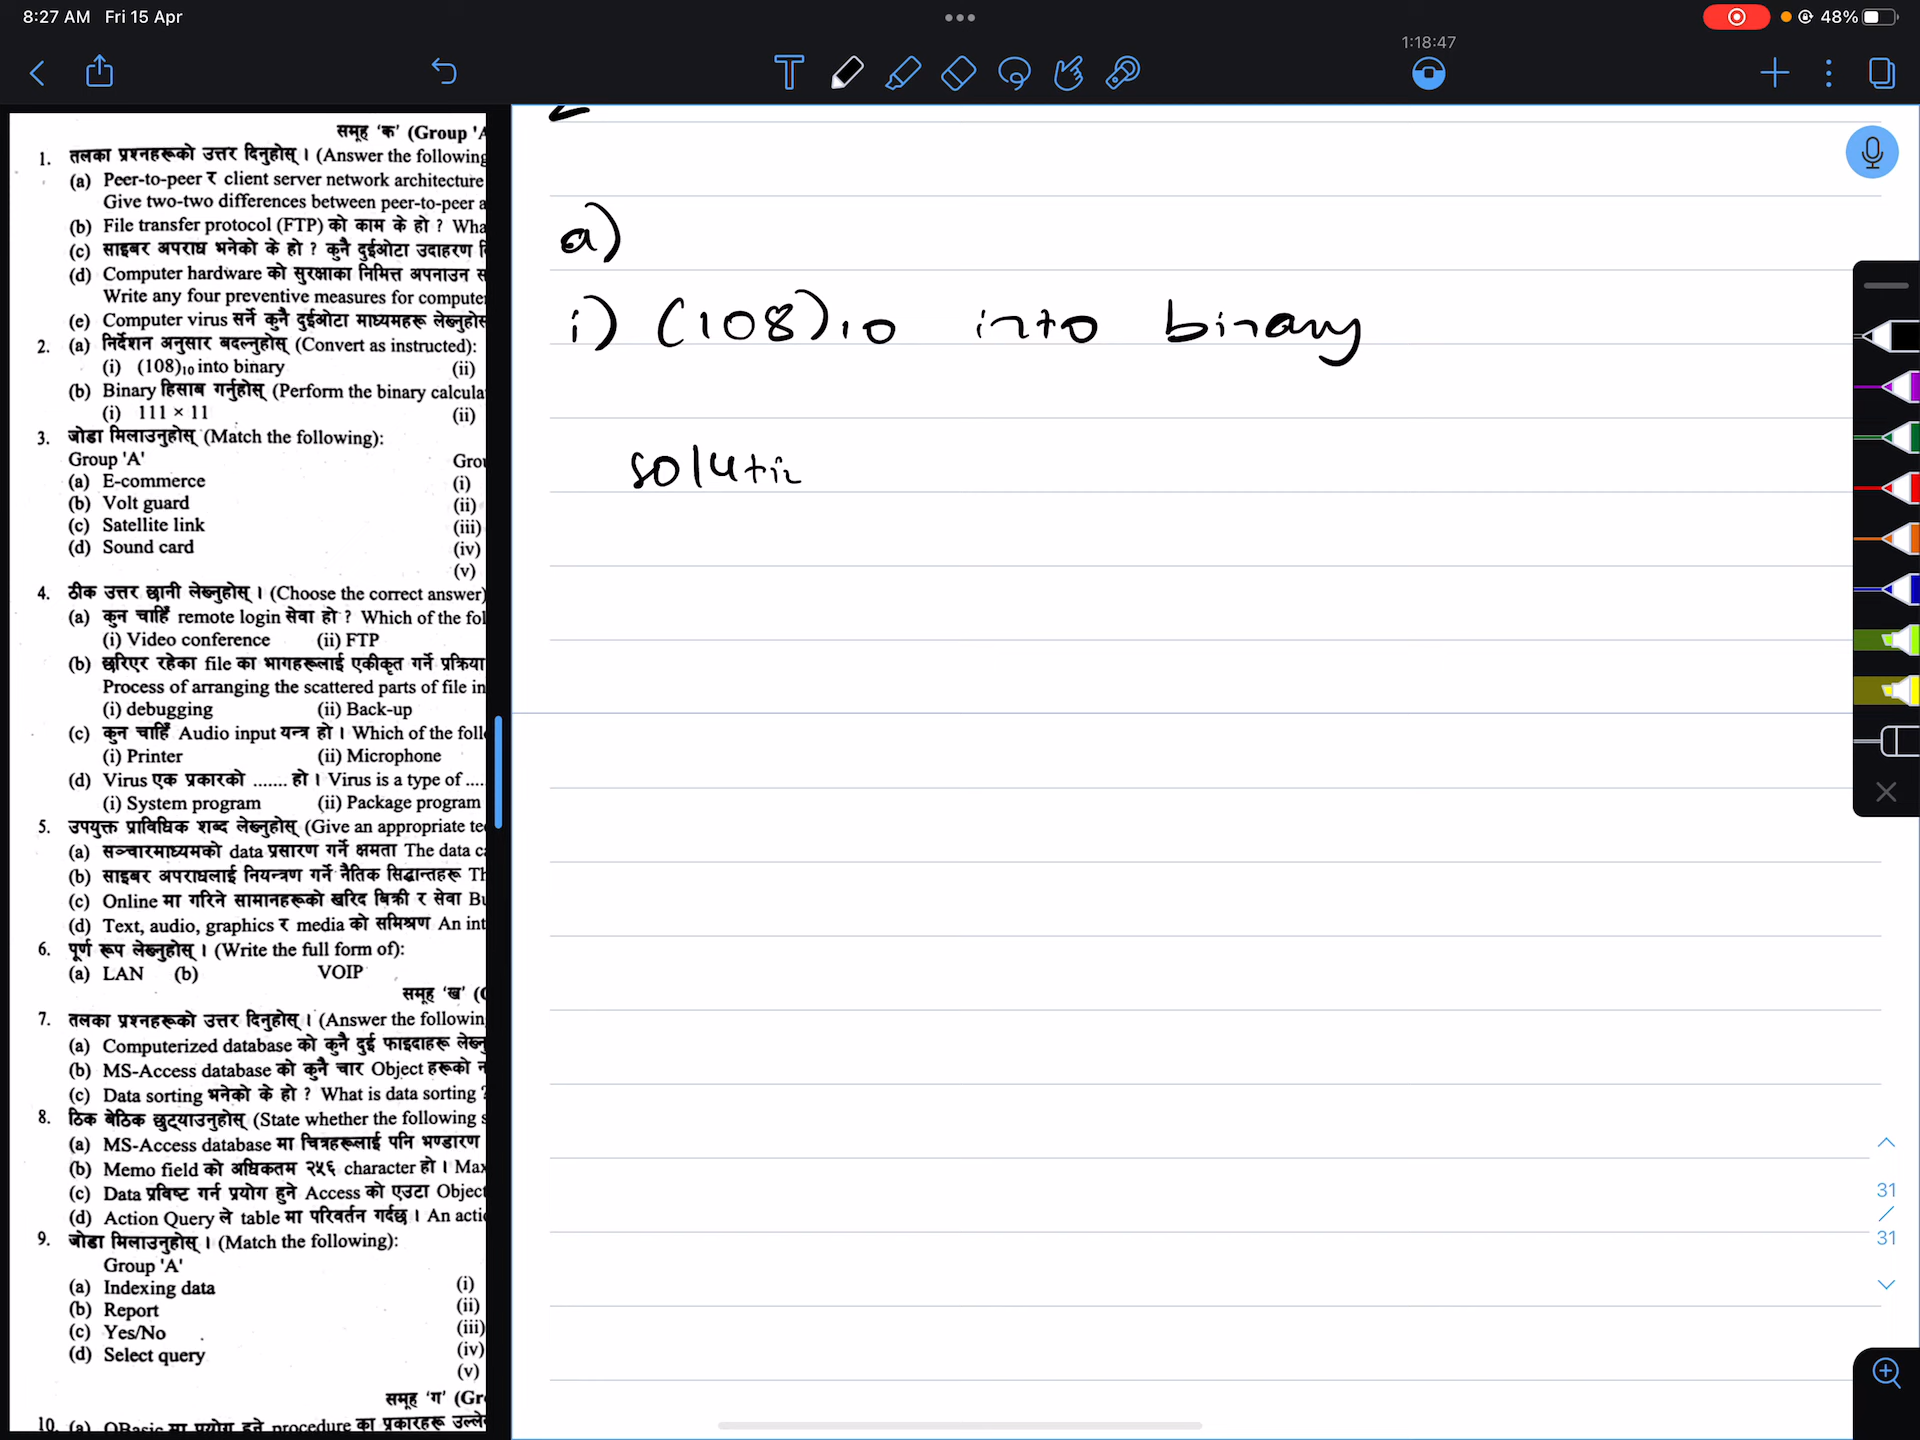 8:27 AM Fri 15 Apr
48%
1:18:47
समूह 'क' (Group 'A
1. तलका प्रश्नहरूको उत्तर दिनुहोस् । (Answer the following
(a) Peer-to-peer र client server network architecture
Give two-two differences between peer-to-peer a
(b) File transfer protocol (FTP) को काम के हो ? Wha
(c) साइबर अपराध भनेको के हो ? कुनै दुईओटा उदाहरण
(d) Computer hardware को सुरक्षाका निमित्त अपनाउन स
Write any four preventive measures for compute
(e) Computer virus सर्ने कुनै दुईओटा माध्यमहरू लेख्नुहोस
2. (a) निर्देशन अनुसार बदल्नुहोस् (Convert as instructed):
(i) (108)₁₀ into binary (ii)
(b) Binary हिसाब गर्नुहोस् (Perform the binary calcula
(i) 111 × 11 (ii)
3. जोडा मिलाउनुहोस् (Match the following):
Group 'A' Grou
(a) E-commerce (i)
(b) Volt guard (ii)
(c) Satellite link (iii)
(d) Sound card (iv)
(v)
4. ठीक उत्तर छानी लेख्नुहोस् । (Choose the correct answer)
(a) कुन चाहिँ remote login सेवा हो ? Which of the fol
(i) Video conference (ii) FTP
(b) छरिएर रहेका file का भागहरूलाई एकीकृत गर्ने प्रक्रिया
Process of arranging the scattered parts of file in
(i) debugging (ii) Back-up
(c) कुन चाहिँ Audio input यन्त्र हो । Which of the foll
(i) Printer (ii) Microphone
(d) Virus एक प्रकारको ....... हो । Virus is a type of ....
(i) System program (ii) Package program
5. उपयुक्त प्राविधिक शब्द लेख्नुहोस् (Give an appropriate te
(a) सञ्चारमाध्यमको data प्रसारण गर्ने क्षमता The data c
(b) साइबर अपराधलाई नियन्त्रण गर्ने नैतिक सिद्धान्तहरू Th
(c) Online मा गरिने सामानहरूको खरिद बिक्री र सेवा Bu
(d) Text, audio, graphics र media को समिश्रण An int
6. पूर्ण रूप लेख्नुहोस् । (Write the full form of):
(a) LAN (b) VOIP
समूह 'ख' (
7. तलका प्रश्नहरूको उत्तर दिनुहोस् । (Answer the followin
(a) Computerized database को कुनै दुई फाइदाहरू लेख्नु
(b) MS-Access database को कुनै चार Object हरूको न
(c) Data sorting भनेको के हो ? What is data sorting ?
8. ठिक बेठिक छुट्याउनुहोस् (State whether the following s
(a) MS-Access database मा चित्रहरूलाई पनि भण्डारण
(b) Memo field को अधिकतम २५६ character हो । Max
(c) Data प्रविष्ट गर्न प्रयोग हुने Access को एउटा Object
(d) Action Query ले table मा परिवर्तन गर्दछ । An acti
9. जोडा मिलाउनुहोस् । (Match the following):
Group 'A'
(a) Indexing data (i)
(b) Report (ii)
(c) Yes/No (iii)
(d) Select query (iv)
(v)
समूह 'ग' (Gr
10. (a) QBasic मा प्रयोग हुने procedure का प्रकारहरू उल्ले
a)
i) (108)₁₀ into binary
solutin
31
/
31